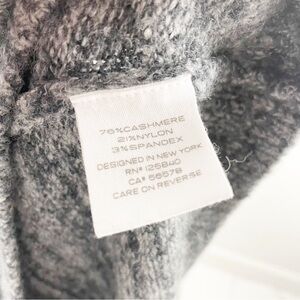 76%CASHMERE
21%NYLON
3%SPANDEX
DESIGNED IN NEW YORK
RN# 125840
CA# 56578
CARE ON REVERSE